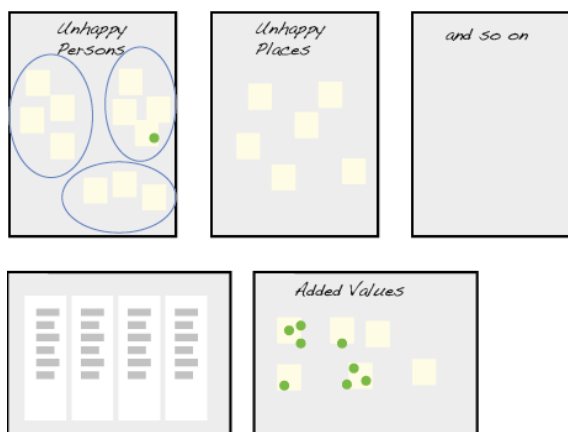 Unhappy
Persons
Unhappy
Places
and so on
Added Values